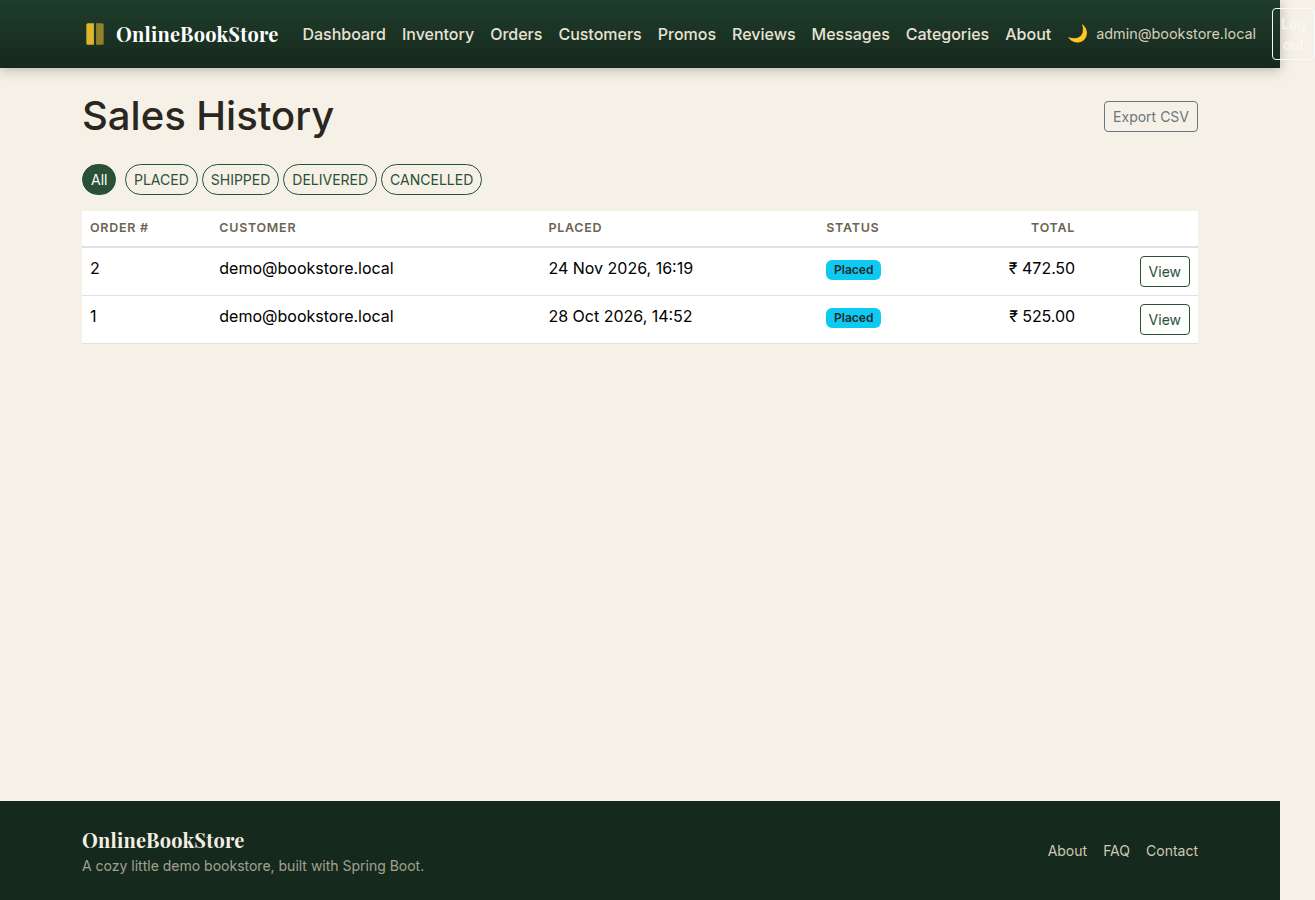 OnlineBookStore Dashboard Inventory Orders Customers Promos Reviews Messages Categories About admin@bookstore.local Log out
Sales History
Export CSV
All PLACED SHIPPED DELIVERED CANCELLED
ORDER # CUSTOMER PLACED STATUS TOTAL
2 demo@bookstore.local 24 Nov 2026, 16:19 Placed ₹ 472.50 View
1 demo@bookstore.local 28 Oct 2026, 14:52 Placed ₹ 525.00 View
OnlineBookStore
A cozy little demo bookstore, built with Spring Boot.
About FAQ Contact